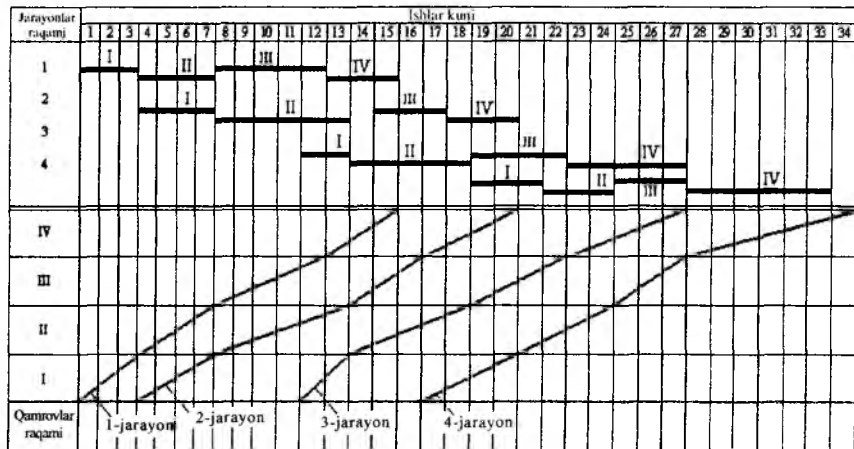 Jarayonlar raqami
Ishlar kuni
1 2 3 4 5 6 7 8 9 10 11 12 13 14 15 16 17 18 19 20 21 22 23 24 25 26 27 28 29 30 31 32 33 34
1 I II III IV
2 I II III IV
3 I II III IV
4 I II III IV
IV
III
II
I
Qamrovlar raqami
1-jarayon 2-jarayon 3-jarayon 4-jarayon